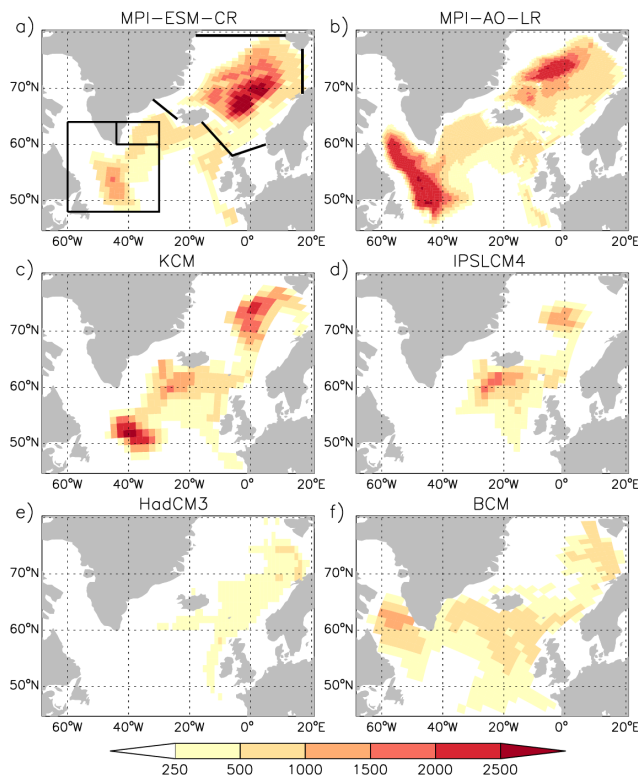 MPI-ESM-CR MPI-AO-LR
a) b)
70°N 70°N
60°N 60°N
50°N 50°N
60°W 40°W 20°W 0°E 20°E 60°W 40°W 20°W 0°E 20°E
KCM IPSLCM4
c) d)
70°N 70°N
60°N 60°N
50°N 50°N
60°W 40°W 20°W 0°E 20°E 60°W 40°W 20°W 0°E 20°E
HadCM3 BCM
e) f)
70°N 70°N
60°N 60°N
50°N 50°N
60°W 40°W 20°W 0°E 20°E 60°W 40°W 20°W 0°E 20°E
250 500 1000 1500 2000 2500